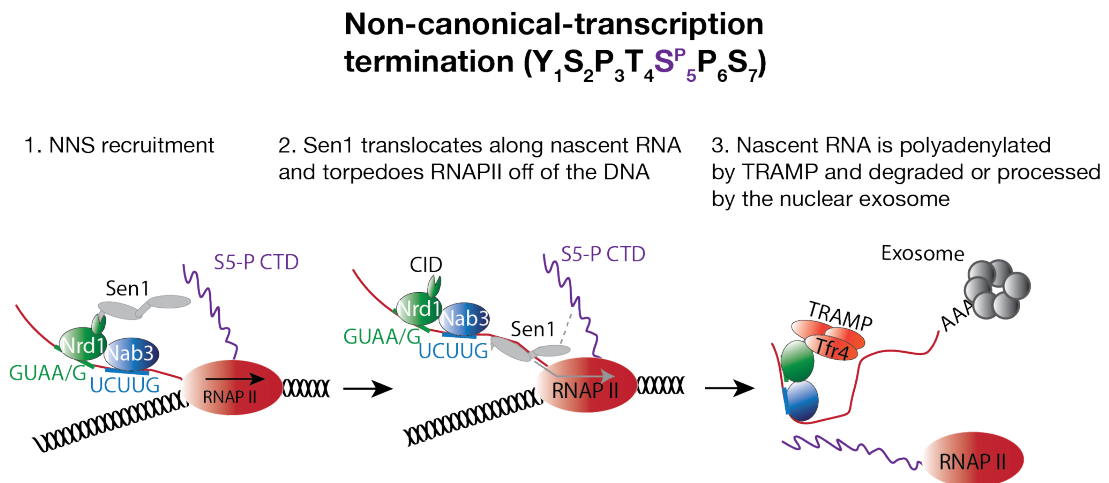 Non-canonical-transcription
termination (Y1S2P3T4SP5P6S7)
1. NNS recruitment
2. Sen1 translocates along nascent RNA
and torpedoes RNAPII off of the DNA
3. Nascent RNA is polyadenylated
by TRAMP and degraded or processed
by the nuclear exosome
S5-P CTD
Sen1
Nrd1
Nab3
GUAA/G
UCUUG
RNAP II
S5-P CTD
CID
Nrd1
Nab3
Sen1
GUAA/G
UCUUG
RNAP II
Exosome
AAA
TRAMP
Tfr4
RNAP II